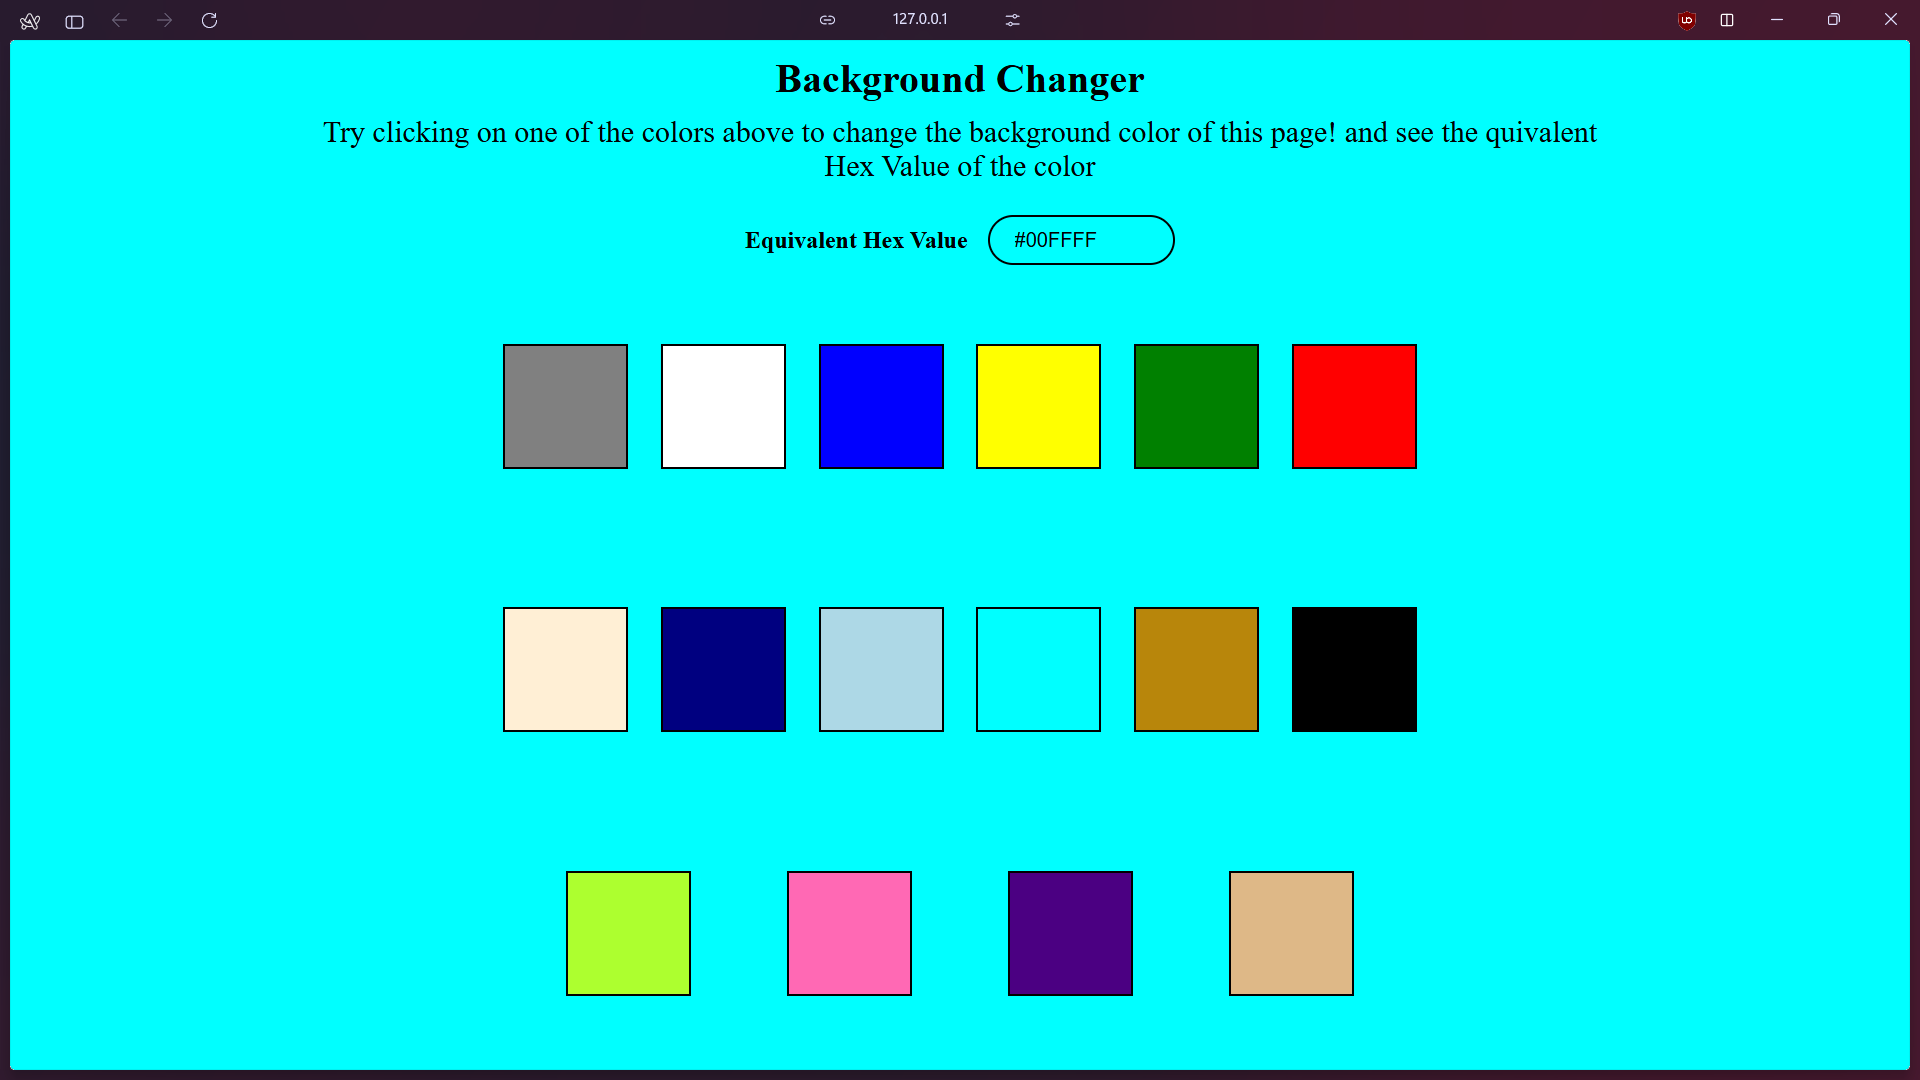 127.0.0.1
Background Changer
Try clicking on one of the colors above to change the background color of this page! and see the quivalent
Hex Value of the color
Equivalent Hex Value #00FFFF